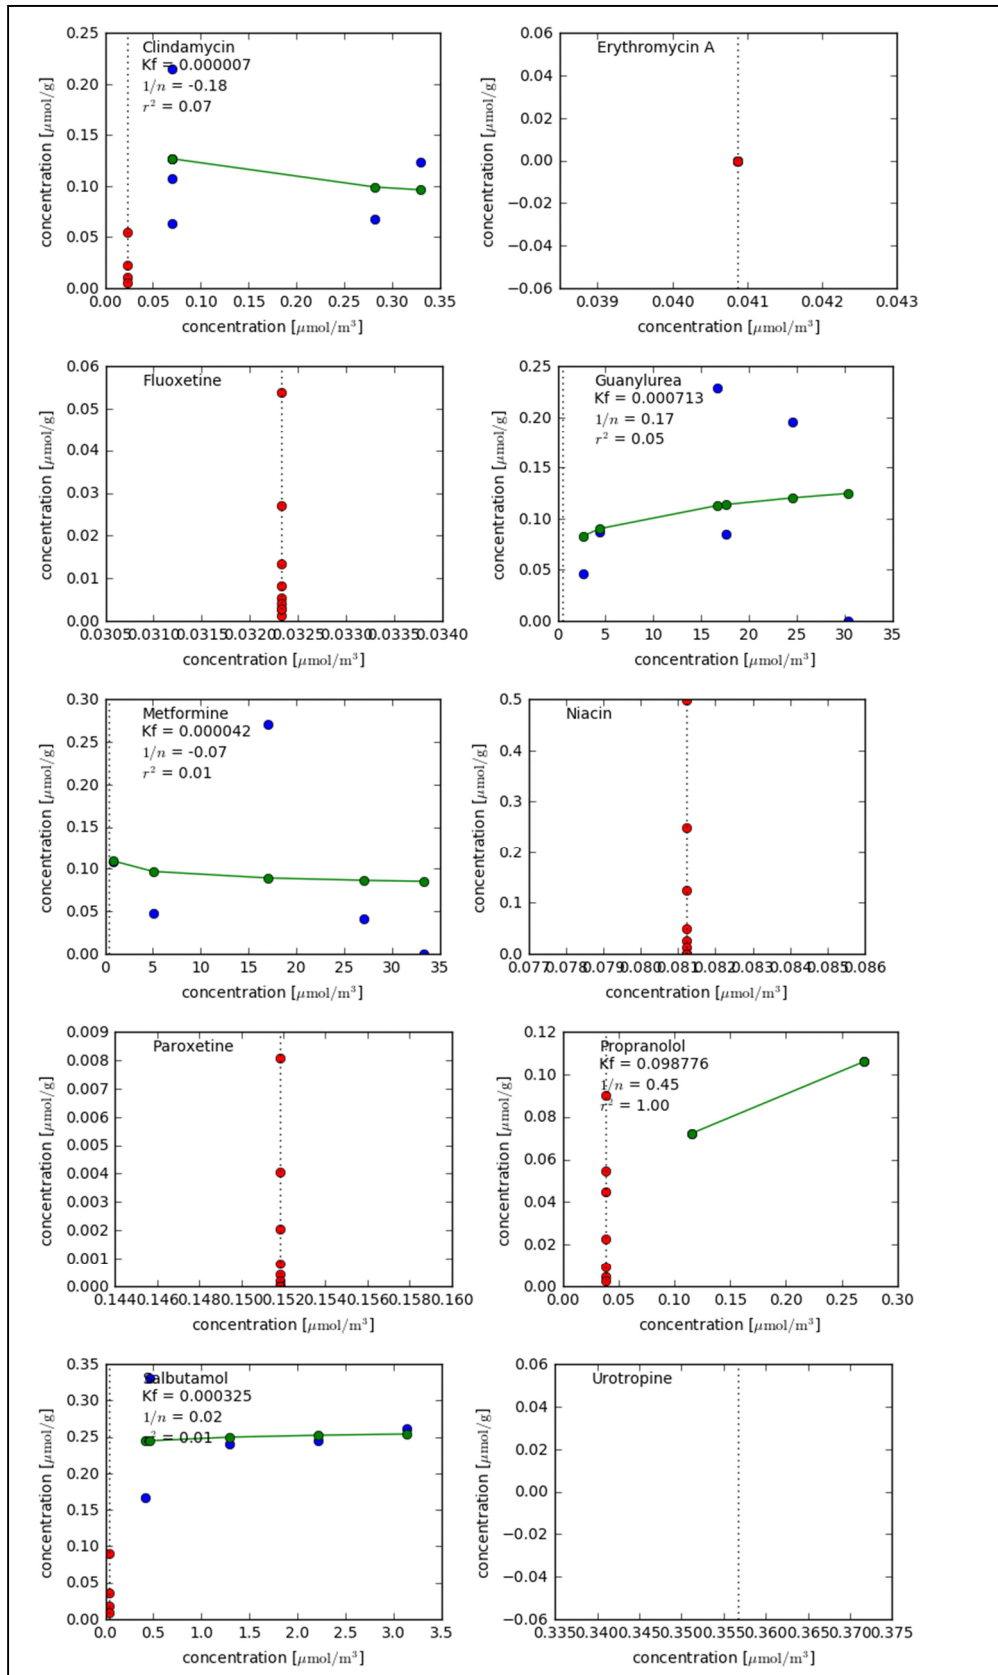 Clindamycin
Kf = 0.000007
1/n = -0.18
r² = 0.07
0.25
0.20
0.15
0.10
0.05
0.00
concentration [μmol/g]
0.00 0.05 0.10 0.15 0.20 0.25 0.30 0.35
concentration [μmol/m³]
Erythromycin A
0.06
0.04
0.02
0.00
−0.02
−0.04
−0.06
concentration [μmol/g]
0.039 0.040 0.041 0.042 0.043
concentration [μmol/m³]
Fluoxetine
0.06
0.05
0.04
0.03
0.02
0.01
0.00
concentration [μmol/g]
0.0305 0.0310 0.0315 0.0320 0.0325 0.0330 0.0335 0.0340
concentration [μmol/m³]
Guanylurea
Kf = 0.000713
1/n = 0.17
r² = 0.05
0.25
0.20
0.15
0.10
0.05
0.00
concentration [μmol/g]
0 5 10 15 20 25 30 35
concentration [μmol/m³]
Metformine
Kf = 0.000042
1/n = -0.07
r² = 0.01
0.30
0.25
0.20
0.15
0.10
0.05
0.00
concentration [μmol/g]
0 5 10 15 20 25 30 35
concentration [μmol/m³]
Niacin
0.5
0.4
0.3
0.2
0.1
0.0
concentration [μmol/g]
0.077 0.078 0.079 0.080 0.081 0.082 0.083 0.084 0.085 0.086
concentration [μmol/m³]
Paroxetine
0.009
0.008
0.007
0.006
0.005
0.004
0.003
0.002
0.001
0.000
concentration [μmol/g]
0.144 0.146 0.148 0.150 0.152 0.154 0.156 0.158 0.160
concentration [μmol/m³]
Propranolol
Kf = 0.098776
1/n = 0.45
r² = 1.00
0.12
0.10
0.08
0.06
0.04
0.02
0.00
concentration [μmol/g]
0.00 0.05 0.10 0.15 0.20 0.25 0.30
concentration [μmol/m³]
Salbutamol
Kf = 0.000325
1/n = 0.02
r² = 0.01
0.35
0.30
0.25
0.20
0.15
0.10
0.05
0.00
concentration [μmol/g]
0.0 0.5 1.0 1.5 2.0 2.5 3.0 3.5
concentration [μmol/m³]
Urotropine
0.06
0.04
0.02
0.00
−0.02
−0.04
−0.06
concentration [μmol/g]
0.335 0.340 0.345 0.350 0.355 0.360 0.365 0.370 0.375
concentration [μmol/m³]